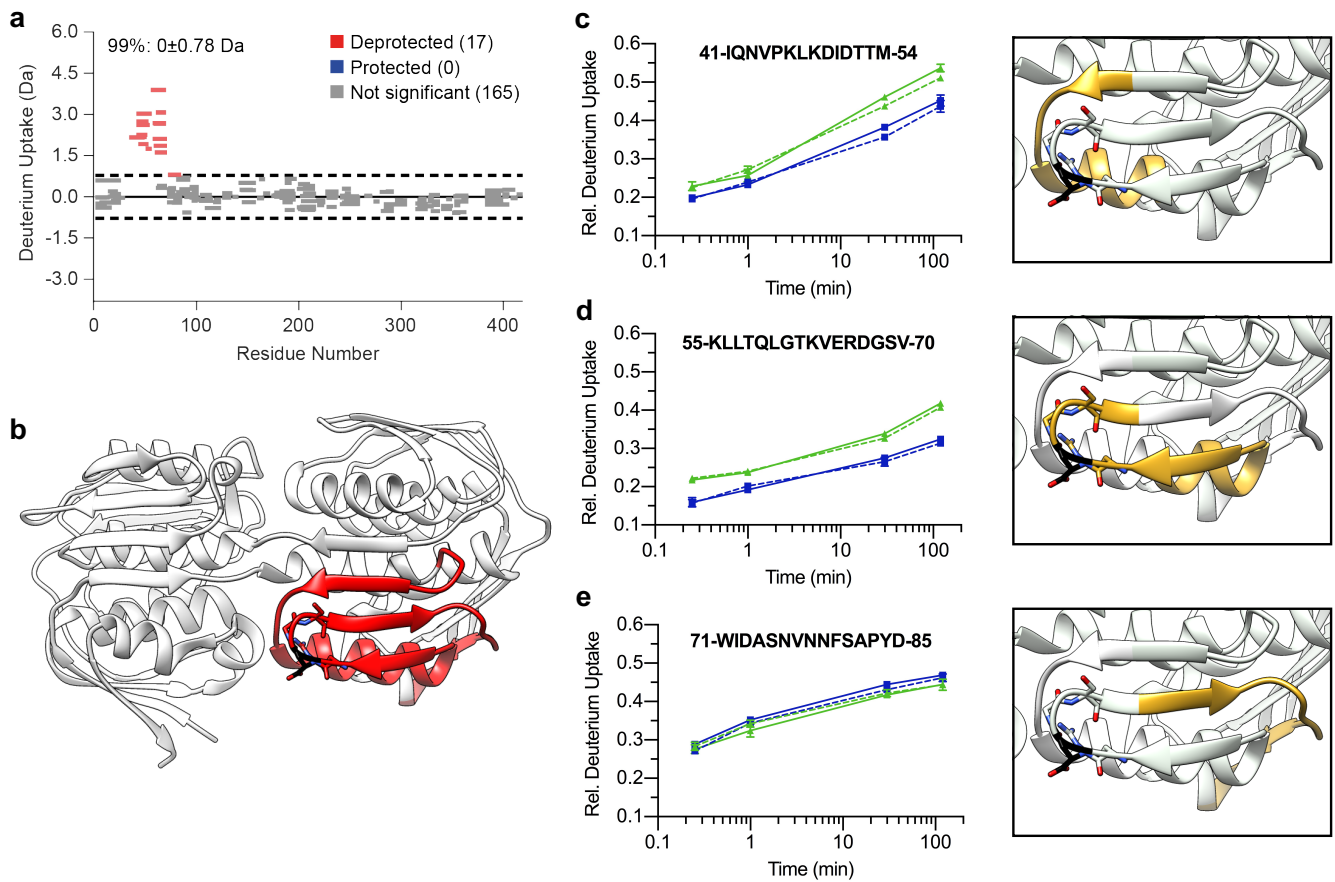 a
6.0
4.5
3.0
1.5
0.0
-1.5
-3.0
Deuterium Uptake (Da)
99%: 0±0.78 Da
Deprotected (17)
Protected (0)
Not significant (165)
0
100
200
300
400
Residue Number
b
c
41-IQNVPKLKDIDTTM-54
0.6
0.5
0.4
0.3
0.2
0.1
Rel. Deuterium Uptake
0.1
1
10
100
Time (min)
d
55-KLLTQLGTKVERDGSV-70
0.6
0.5
0.4
0.3
0.2
0.1
Rel. Deuterium Uptake
0.1
1
10
100
Time (min)
e
71-WIDASNVNNFSAPYD-85
0.6
0.5
0.4
0.3
0.2
0.1
Rel. Deuterium Uptake
0.1
1
10
100
Time (min)